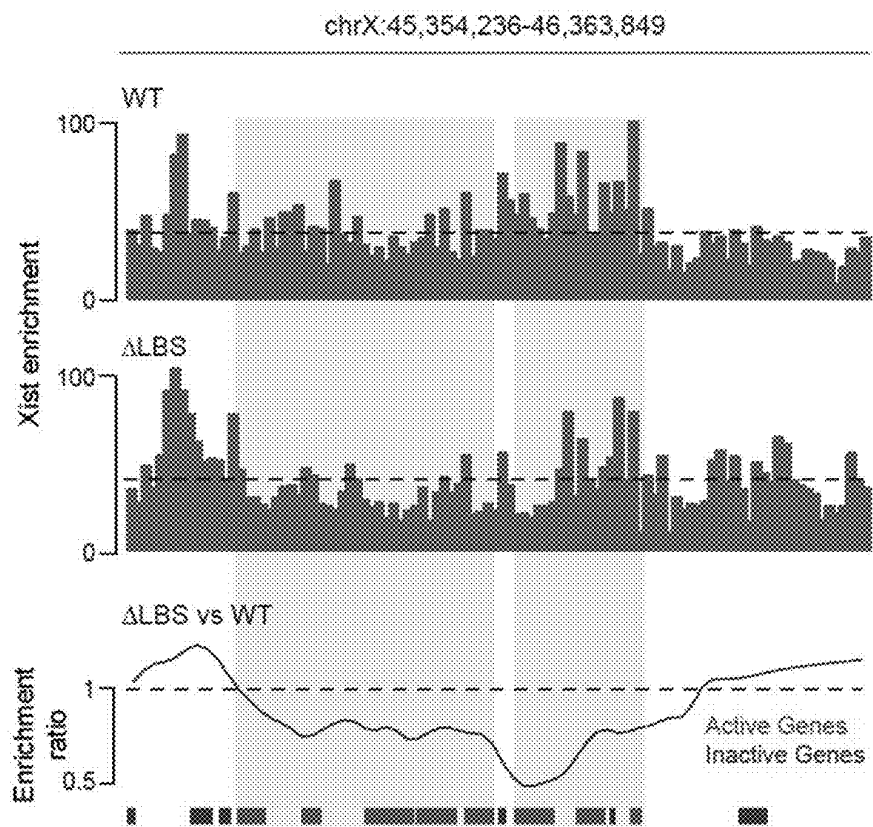 chrX:45,354,236-46,363,849
WT
100
0
Xist enrichment
ΔLBS
100
0
ΔLBS vs WT
Enrichment
ratio
1
0.5
Active Genes
Inactive Genes